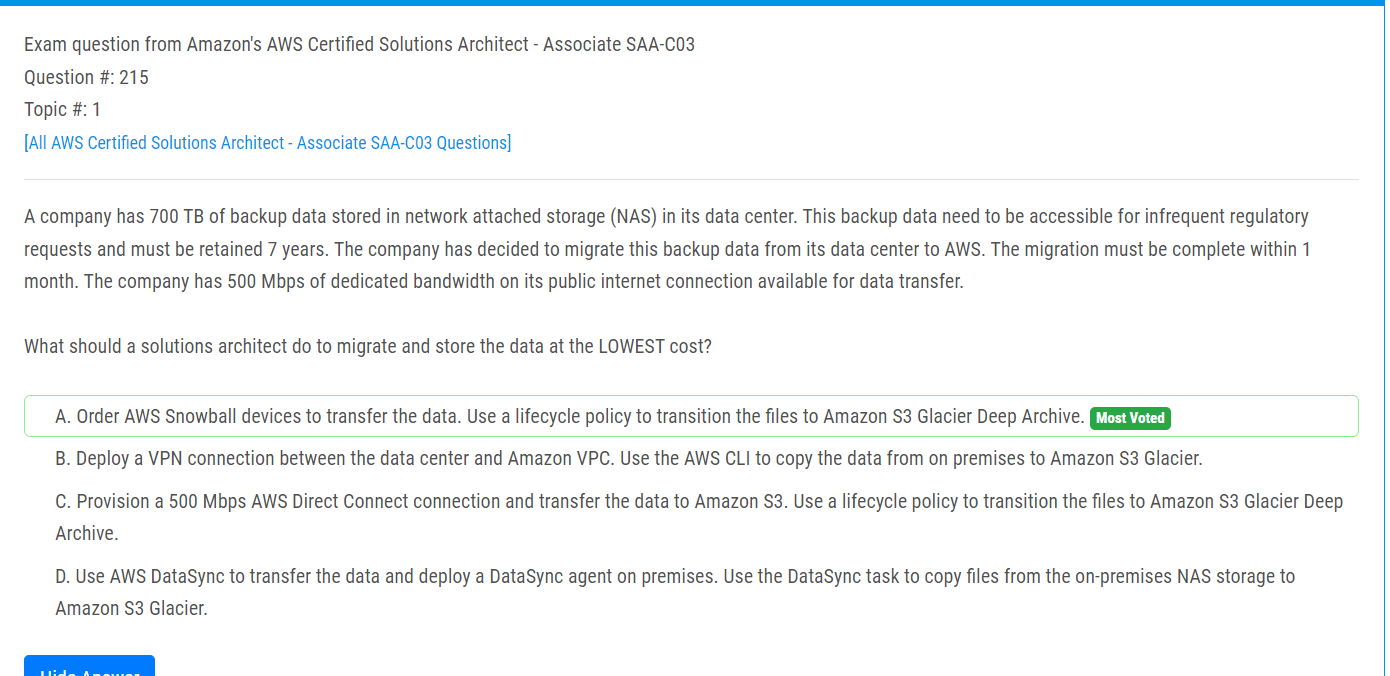 Exam question from Amazon's AWS Certified Solutions Architect - Associate SAA-C03
Question #: 215
Topic #: 1
[All AWS Certified Solutions Architect - Associate SAA-C03 Questions]
A company has 700 TB of backup data stored in network attached storage (NAS) in its data center. This backup data need to be accessible for infrequent regulatory
requests and must be retained 7 years. The company has decided to migrate this backup data from its data center to AWS. The migration must be complete within 1
month. The company has 500 Mbps of dedicated bandwidth on its public internet connection available for data transfer.
What should a solutions architect do to migrate and store the data at the LOWEST cost?
A. Order AWS Snowball devices to transfer the data. Use a lifecycle policy to transition the files to Amazon S3 Glacier Deep Archive. Most Voted
B. Deploy a VPN connection between the data center and Amazon VPC. Use the AWS CLI to copy the data from on premises to Amazon S3 Glacier.
C. Provision a 500 Mbps AWS Direct Connect connection and transfer the data to Amazon S3. Use a lifecycle policy to transition the files to Amazon S3 Glacier Deep
Archive.
D. Use AWS DataSync to transfer the data and deploy a DataSync agent on premises. Use the DataSync task to copy files from the on-premises NAS storage to
Amazon S3 Glacier.
Hide Answer